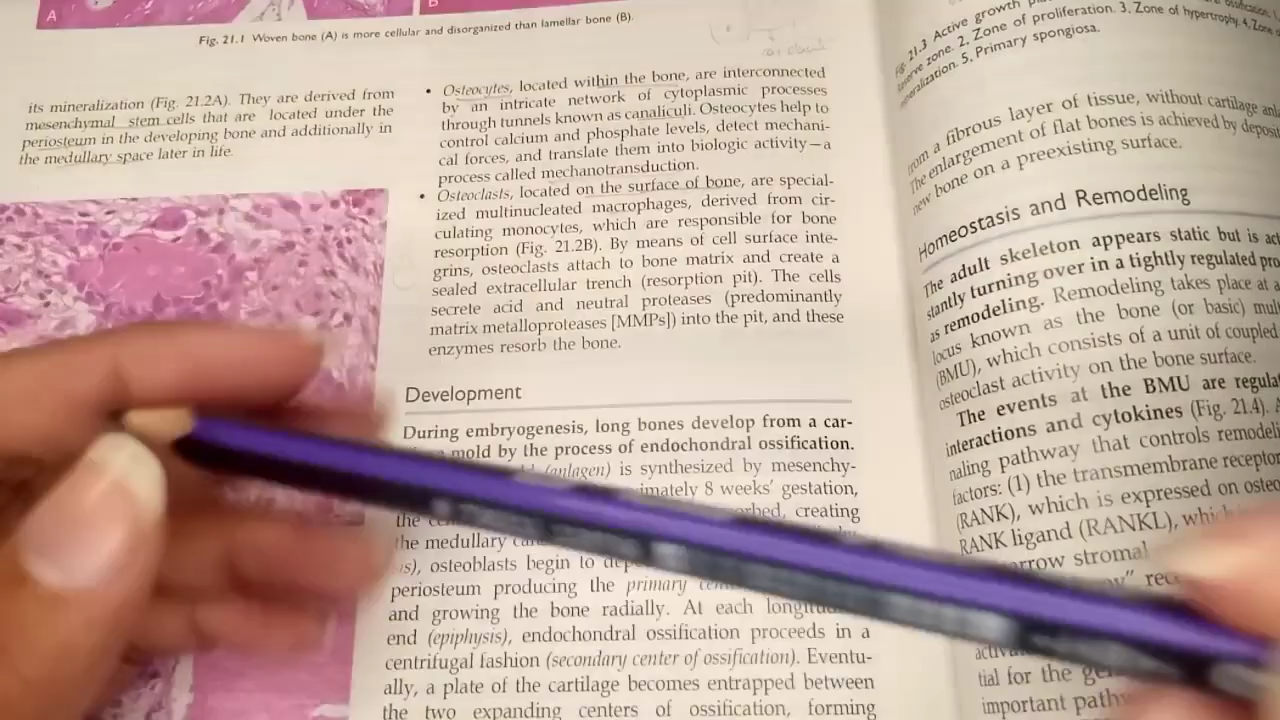 A
B
Fig. 21.1 Woven bone (A) is more cellular and disorganized than lamellar bone (B).
its mineralization (Fig. 21.2A). They are derived from
mesenchymal stem cells that are located under the
periosteum in the developing bone and additionally in
the medullary space later in life.
• Osteocytes, located within the bone, are interconnected
by an intricate network of cytoplasmic processes
through tunnels known as canaliculi. Osteocytes help to
control calcium and phosphate levels, detect mechani-
cal forces, and translate them into biologic activity—a
process called mechanotransduction.
• Osteoclasts, located on the surface of bone, are special-
ized multinucleated macrophages, derived from cir-
culating monocytes, which are responsible for bone
resorption (Fig. 21.2B). By means of cell surface inte-
grins, osteoclasts attach to bone matrix and create a
sealed extracellular trench (resorption pit). The cells
secrete acid and neutral proteases (predominantly
matrix metalloproteases [MMPs]) into the pit, and these
enzymes resorb the bone.
Development
During embryogenesis, long bones develop from a car-
mold by the process of endochondral ossification.
(anlagen) is synthesized by mesenchy-
8 weeks' gestation,
creating
the
the medullary
osteoblasts begin to
periosteum producing the primary
and growing the bone radially. At each
end (epiphysis), endochondral ossification proceeds in a
centrifugal fashion (secondary center of ossification). Eventu-
ally, a plate of the cartilage becomes entrapped between
the two expanding centers of ossification, forming
Fig. 21.3 Active growth
zone. 2, Zone of proliferation. 3, Zone of hypertrophy. 4, Zone
5, Primary spongiosa.
from a fibrous layer of tissue, without cartilage
The enlargement of flat bones is achieved by
new bone on a preexisting surface.
Homeostasis and Remodeling
The adult skeleton appears static but is
stantly turning over in a tightly regulated
as remodeling. Remodeling takes place at a
locus known as the bone (or basic)
(BMU), which consists of a unit of coupled
osteoclast activity on the bone surface.
The events at the BMU are
interactions and cytokines (Fig. 21.4).
naling pathway that controls
factors: (1) the transmembrane receptor
(RANK), which is expressed on
RANK ligand (RANKL),
stromal
tial for the
important